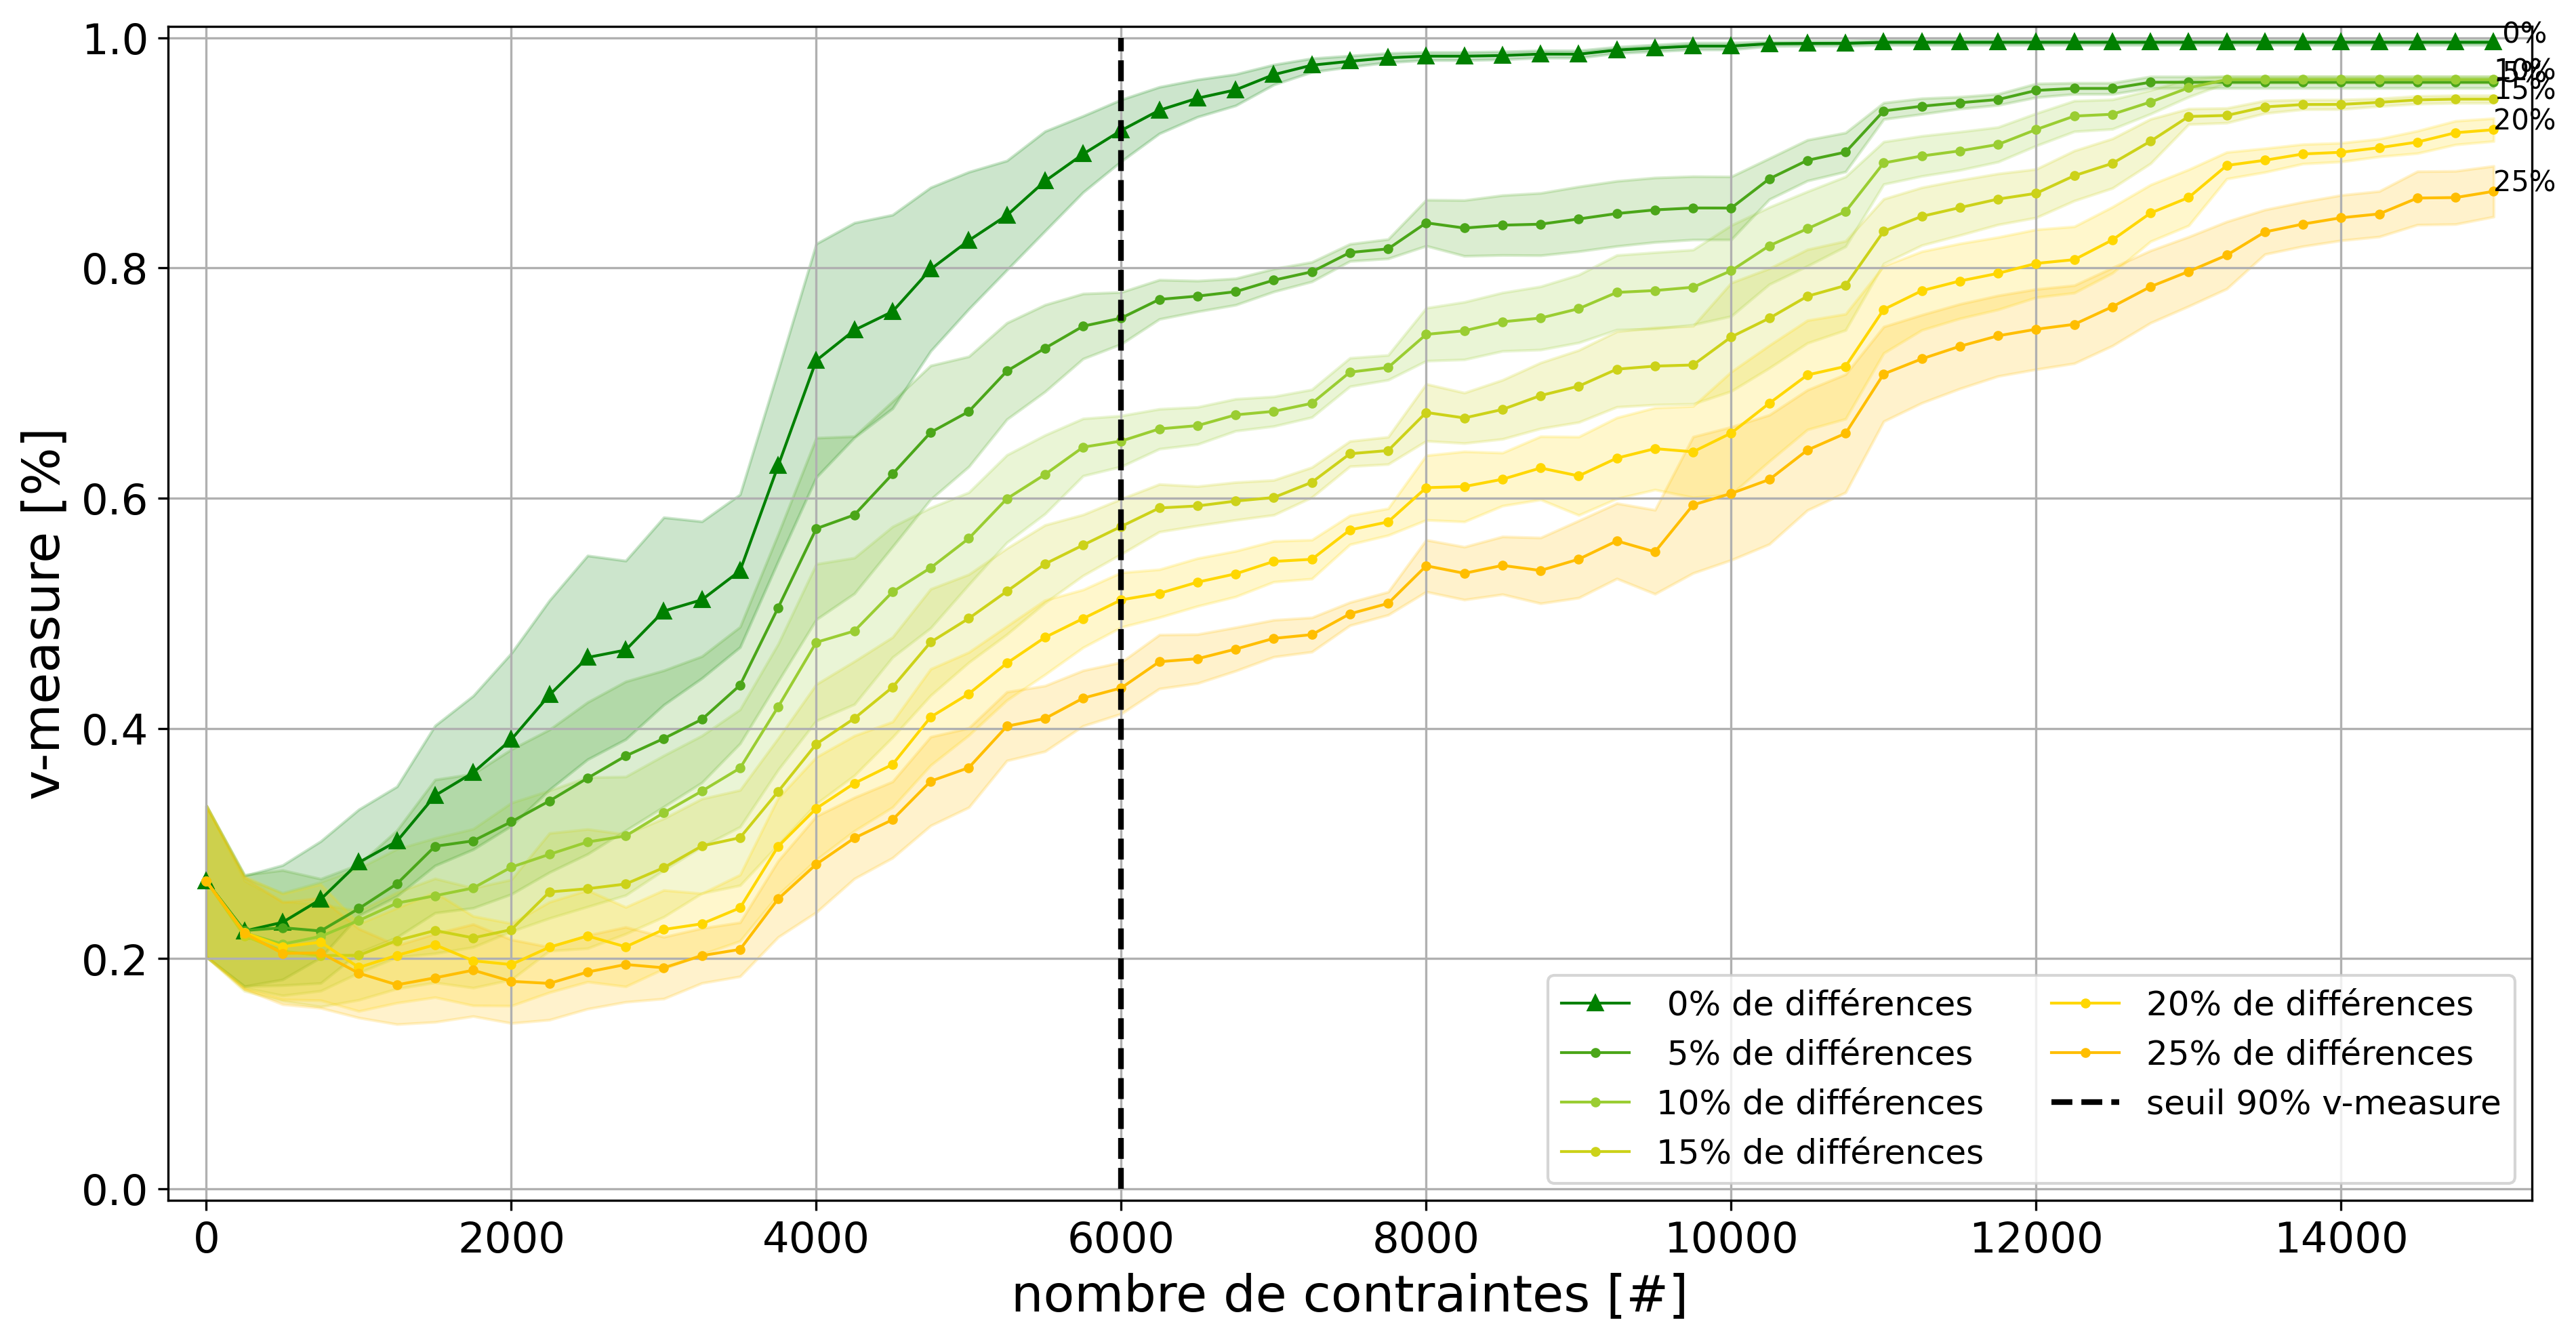 1.0
0.8
0.6
0.4
0.2
0.0
v-measure [%]
0%
10%
5%
15%
20%
25%
0% de différences
5% de différences
10% de différences
15% de différences
20% de différences
25% de différences
seuil 90% v-measure
0 2000 4000 6000 8000 10000 12000 14000
nombre de contraintes [#]